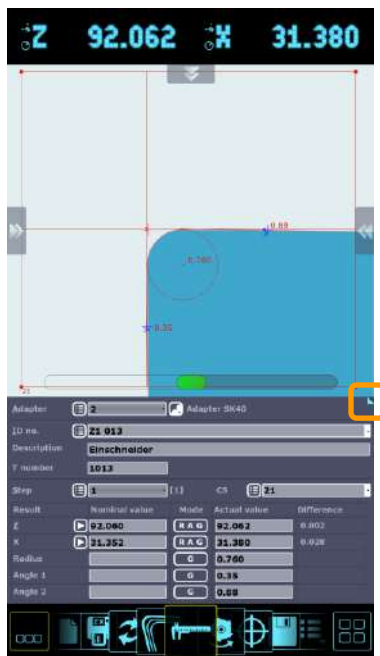 Z 92.062 X 31.380
0.88
0.760
0.35
21
Adapter 2 Adapter SK40
ID no. Z1 013
Description Einschneider
T number 1013
Step 1 [1] CS 21
Result Nominal value Mode Actual value Difference
Z 92.060 R A G 92.062 0.002
X 31.352 R A G 31.380 0.028
Radius G 0.760
Angle 1 G 0.35
Angle 2 G 0.88